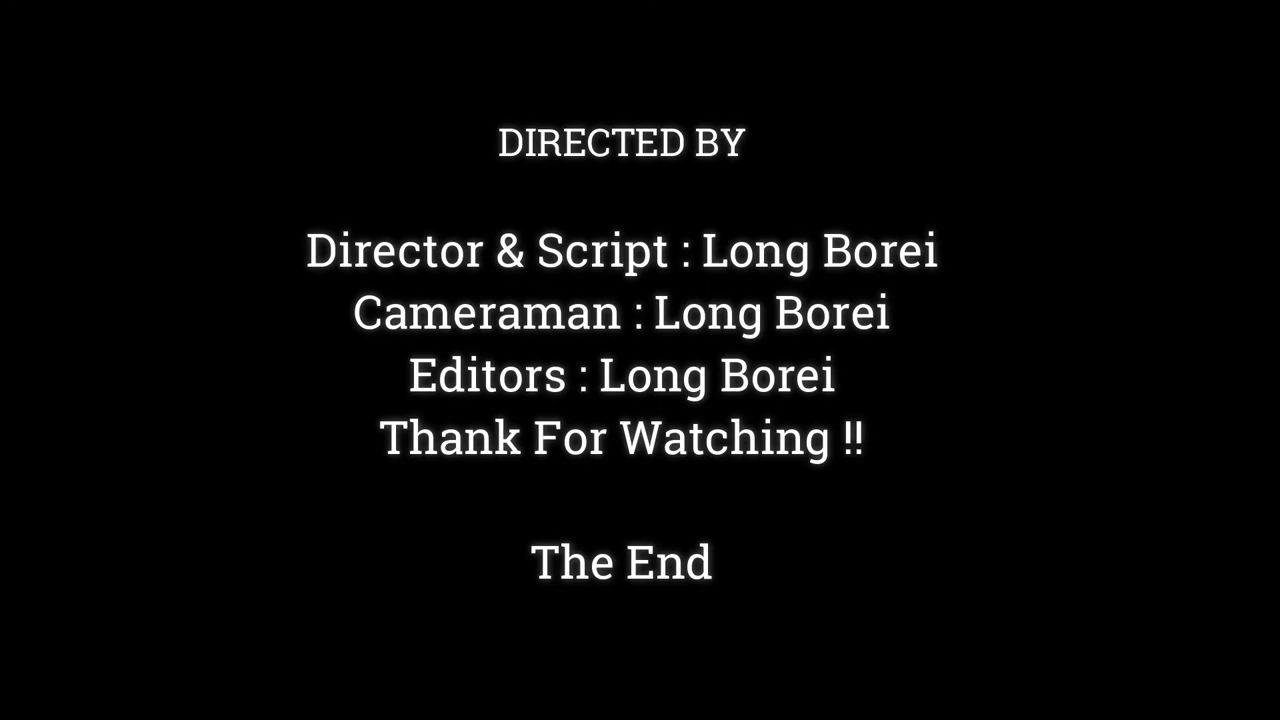 DIRECTED BY
Director & Script : Long Borei
Cameraman : Long Borei
Editors : Long Borei
Thank For Watching !!
The End